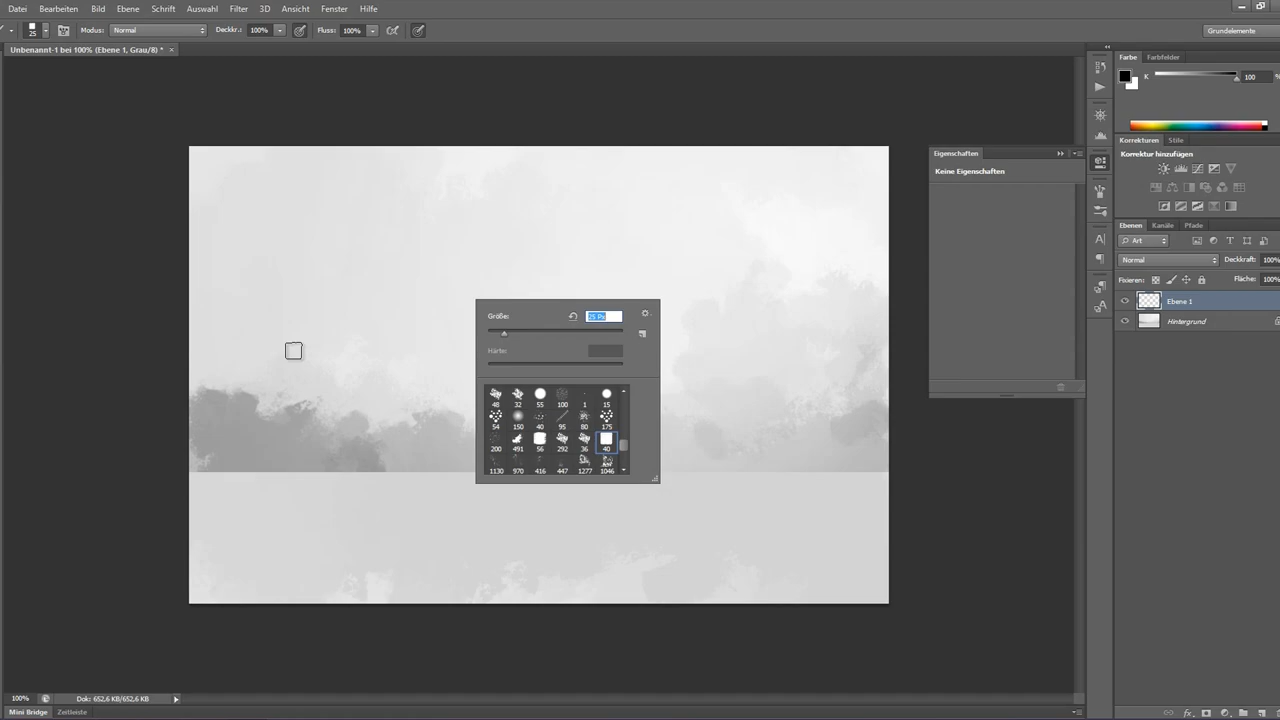 Datei Bearbeiten Bild Ebene Schrift Auswahl Filter 3D Ansicht Fenster Hilfe
25 Modus: Normal Deckkr.: 100% Fluss: 100% Grundelemente
Unbenannt-1 bei 100% (Ebene 1, Grau/8) * ×
Farbe Farbfelder
K 100 %
Korrekturen Stile
Korrektur hinzufügen
Eigenschaften
Keine Eigenschaften
Ebenen Kanäle Pfade
Art
Normal Deckkraft: 100%
Fixieren: Fläche: 100%
Ebene 1
Hintergrund
Größe: 25 Px
Härte:
48 32 55 100 1 15
54 150 40 95 80 175
200 491 56 292 36 40
1130 970 416 447 1277 1046
100% Dok: 652,6 KB/652,6 KB
Mini Bridge Zeitleiste